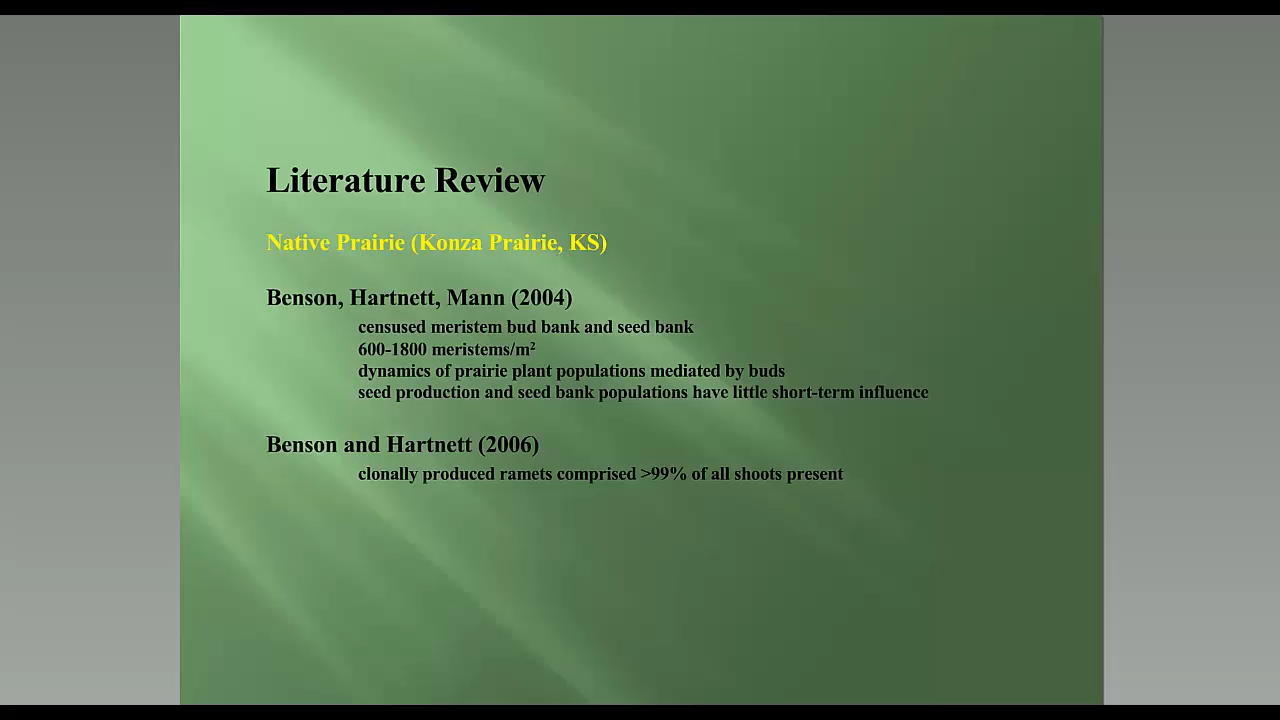 Literature Review
Native Prairie (Konza Prairie, KS)
Benson, Hartnett, Mann (2004)
censused meristem bud bank and seed bank
600-1800 meristems/m²
dynamics of prairie plant populations mediated by buds
seed production and seed bank populations have little short-term influence
Benson and Hartnett (2006)
clonally produced ramets comprised >99% of all shoots present